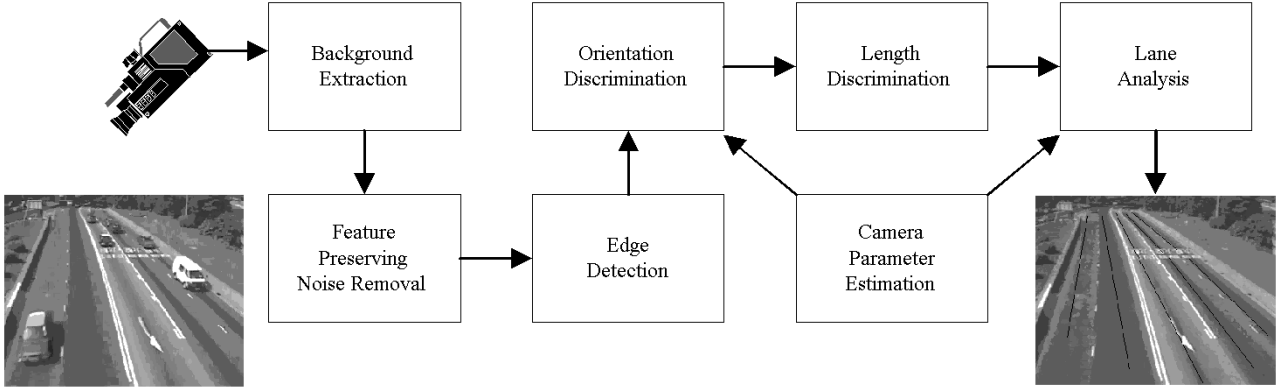 Background
Extraction
Orientation
Discrimination
Length
Discrimination
Lane
Analysis
Feature
Preserving
Noise Removal
Edge
Detection
Camera
Parameter
Estimation